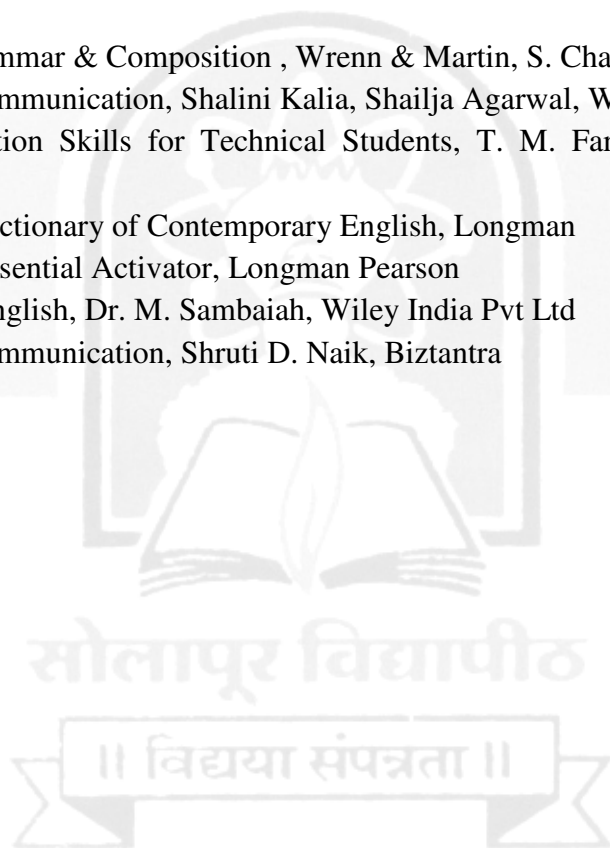 mmar & Composition , Wrenn & Martin, S. Cha
mmunication, Shalini Kalia, Shailja Agarwal, W
tion Skills for Technical Students, T. M. Far
ctionary of Contemporary English, Longman
sential Activator, Longman Pearson
nglish, Dr. M. Sambaiah, Wiley India Pvt Ltd
mmunication, Shruti D. Naik, Biztantra
सोलापूर विद्यापीठ
॥ विद्यया संपन्नता ॥